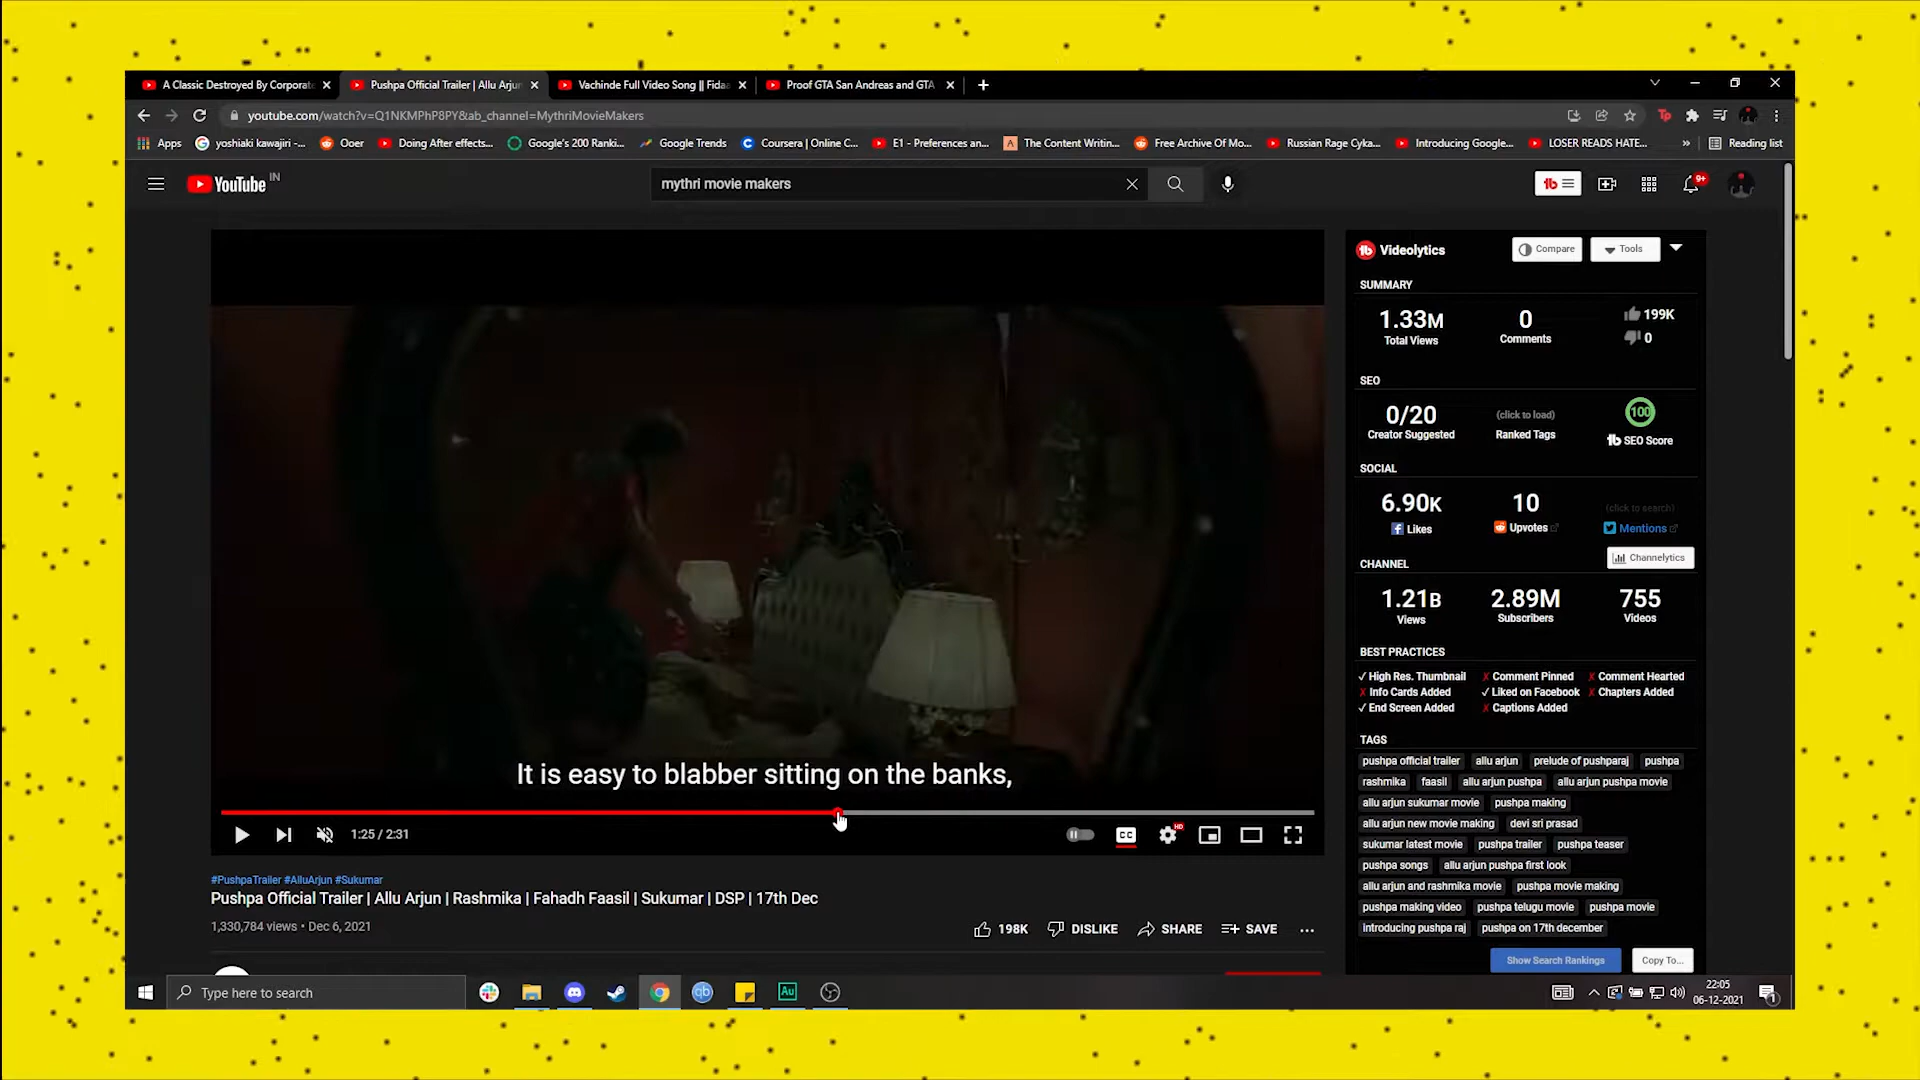 A Classic Destroyed By Corporate
Pushpa Official Trailer | Allu Arju
Vachinde Full Video Song || Fidaa
Proof GTA San Andreas and GTA
youtube.com/watch?v=Q1NKMPhP8PY&ab_channel=MythriMovieMakers
Apps
yoshiaki kawajiri -...
Ooer
Doing After effects...
Google's 200 Ranki...
Google Trends
Coursera | Online C...
E1 - Preferences an...
The Content Writin...
Free Archive Of Mo...
Russian Rage Cyka...
Introducing Google...
LOSER READS HATE...
»
Reading list
YouTube IN
mythri movie makers
9+
Videolytics
Compare
Tools
SUMMARY
1.33M
0
199K
Total Views
Comments
0
SEO
0/20
(click to load)
100
Creator Suggested
Ranked Tags
SEO Score
SOCIAL
6.90K
10
(click to search)
Likes
Upvotes
Mentions
CHANNEL
Channelytics
1.21B
2.89M
755
Views
Subscribers
Videos
BEST PRACTICES
✓ High Res. Thumbnail
✗ Comment Pinned
✗ Comment Hearted
✗ Info Cards Added
✓ Liked on Facebook
✗ Chapters Added
✓ End Screen Added
✗ Captions Added
TAGS
pushpa official trailer
allu arjun
prelude of pushparaj
pushpa
rashmika
faasil
allu arjun pushpa
allu arjun pushpa movie
allu arjun sukumar movie
pushpa making
allu arjun new movie making
devi sri prasad
sukumar latest movie
pushpa trailer
pushpa teaser
pushpa songs
allu arjun pushpa first look
allu arjun and rashmika movie
pushpa movie making
pushpa making video
pushpa telugu movie
pushpa movie
introducing pushpa raj
pushpa on 17th december
Show Search Rankings
Copy To...
It is easy to blabber sitting on the banks,
1:25 / 2:31
CC
HD
#PushpaTrailer #AlluArjun #Sukumar
Pushpa Official Trailer | Allu Arjun | Rashmika | Fahadh Faasil | Sukumar | DSP | 17th Dec
1,330,784 views • Dec 6, 2021
198K
DISLIKE
SHARE
SAVE
Type here to search
qb
Au
22:05
06-12-2021
1